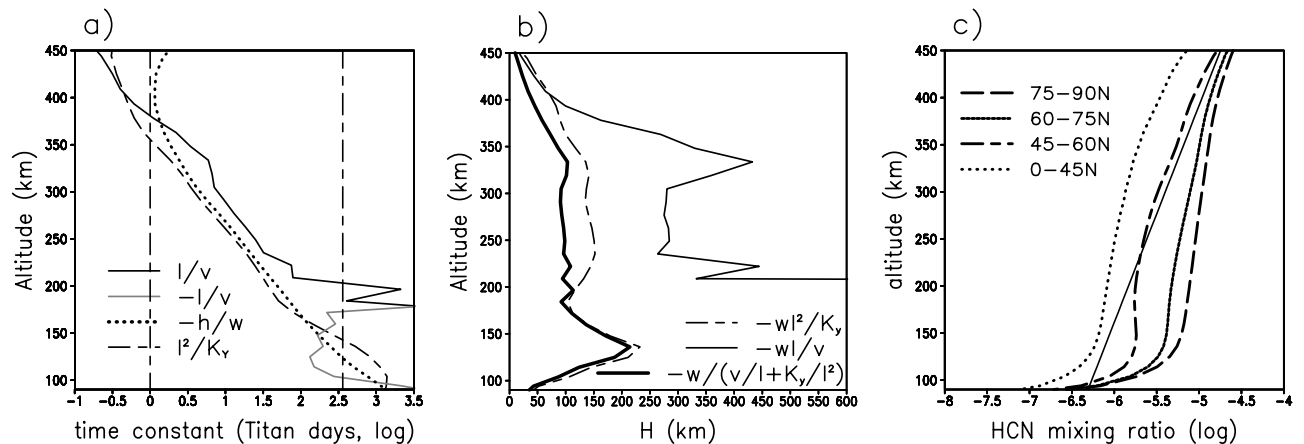 a)
450
400
350
300
250
200
150
100
Altitude (km)
l/v
−l/v
−h/w
l²/Kᵧ
−1 −0.5 0 0.5 1 1.5 2 2.5 3 3.5
time constant (Titan days, log)
b)
450
400
350
300
250
200
150
100
Altitude (km)
−wl²/Kᵧ
−wl/v
−w/(v/l+Kᵧ/l²)
0 50 100 150 200 250 300 350 400 450 500 550 600
H (km)
c)
450
400
350
300
250
200
150
100
altitude (km)
75−90N
60−75N
45−60N
0−45N
−8 −7.5 −7 −6.5 −6 −5.5 −5 −4.5 −4
HCN mixing ratio (log)